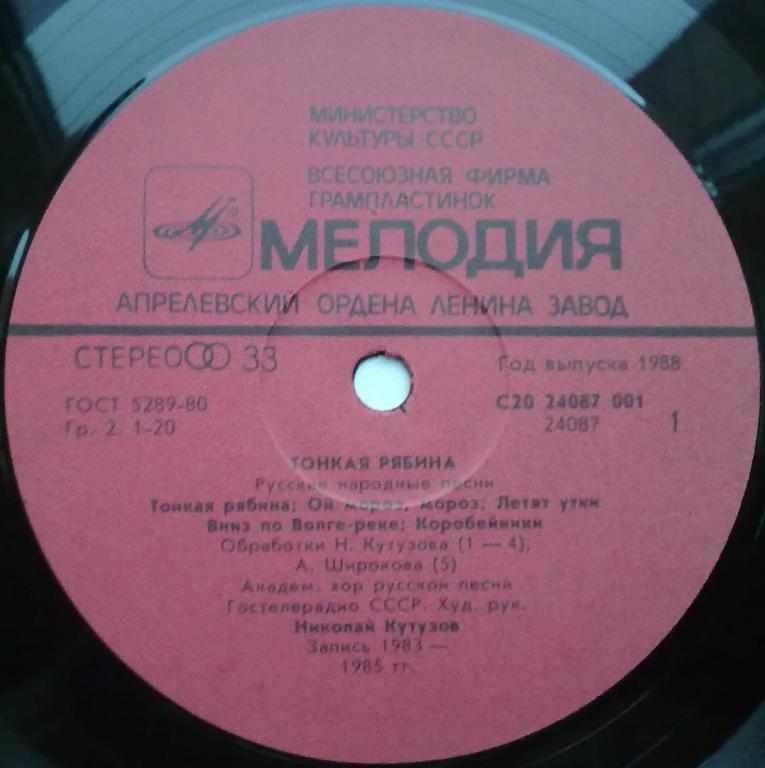 МИНИСТЕРСТВО
КУЛЬТУРЫ СССР
ВСЕСОЮЗНАЯ ФИРМА
ГРАМПЛАСТИНОК
МЕЛОДИЯ
АПРЕЛЕВСКИЙ ОРДЕНА ЛЕНИНА ЗАВОД
СТЕРЕО 33 Год выпуска 1988
ГОСТ 5289-80 С20 24087 001
Гр. 2. 1-20 24087 1
ТОНКАЯ РЯБИНА
Русские народные песни
Тонкая рябина; Ой мороз, мороз; Летят утки
Вниз по Волге-реке; Коробейники
Обработки Н. Кутузова (1 — 4),
А. Широкова (5)
Академ. хор русской песни
Гостелерадио СССР. Худ. рук.
Николай Кутузов
Запись 1983 —
1985 гг.